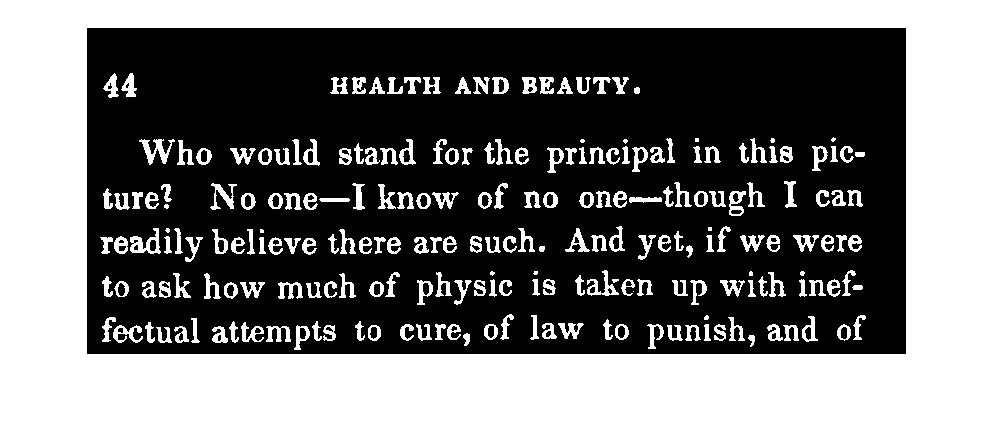 44 HEALTH AND BEAUTY.
Who would stand for the principal in this pic-
ture? No one—I know of no one—though I can
readily believe there are such. And yet, if we were
to ask how much of physic is taken up with inef-
fectual attempts to cure, of law to punish, and of